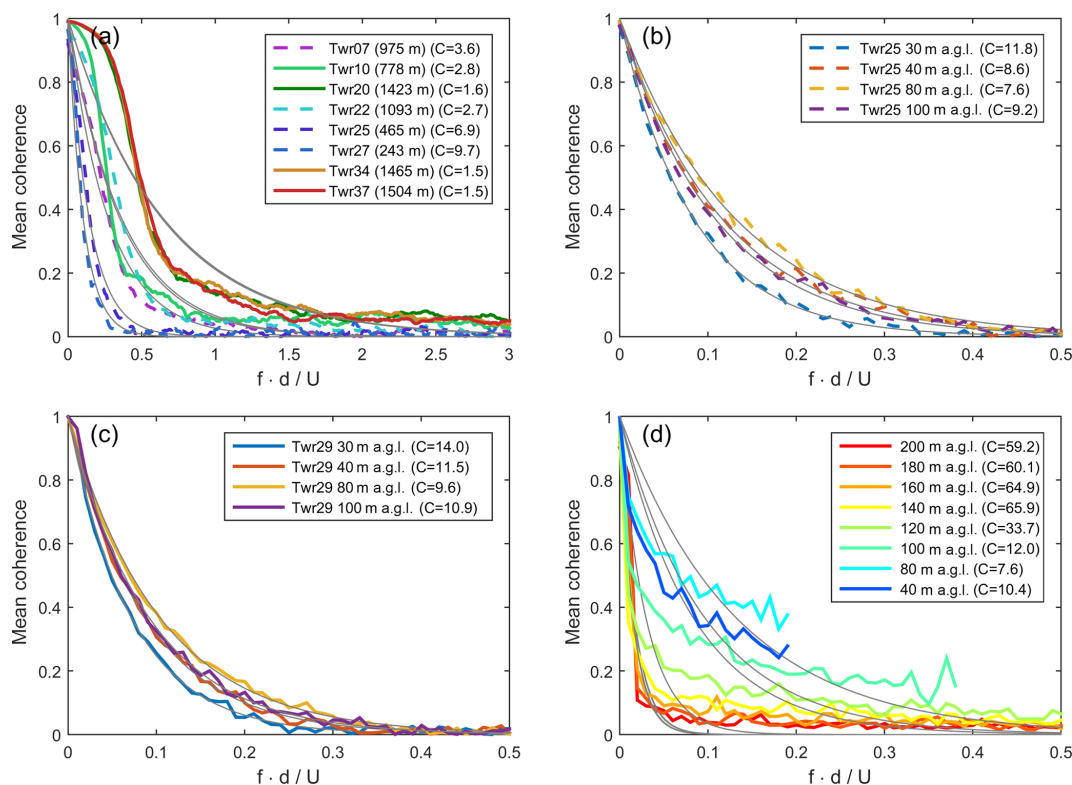 (a)
Twr07 (975 m) (C=3.6)
Twr10 (778 m) (C=2.8)
Twr20 (1423 m) (C=1.6)
Twr22 (1093 m) (C=2.7)
Twr25 (465 m) (C=6.9)
Twr27 (243 m) (C=9.7)
Twr34 (1465 m) (C=1.5)
Twr37 (1504 m) (C=1.5)
Mean coherence
1
0.8
0.6
0.4
0.2
0
0 0.5 1 1.5 2 2.5 3
f · d / U
(b)
Twr25 30 m a.g.l. (C=11.8)
Twr25 40 m a.g.l. (C=8.6)
Twr25 80 m a.g.l. (C=7.6)
Twr25 100 m a.g.l. (C=9.2)
Mean coherence
1
0.8
0.6
0.4
0.2
0
0 0.1 0.2 0.3 0.4 0.5
f · d / U
(c)
Twr29 30 m a.g.l. (C=14.0)
Twr29 40 m a.g.l. (C=11.5)
Twr29 80 m a.g.l. (C=9.6)
Twr29 100 m a.g.l. (C=10.9)
Mean coherence
1
0.8
0.6
0.4
0.2
0
0 0.1 0.2 0.3 0.4 0.5
f · d / U
(d)
200 m a.g.l. (C=59.2)
180 m a.g.l. (C=60.1)
160 m a.g.l. (C=64.9)
140 m a.g.l. (C=65.9)
120 m a.g.l. (C=33.7)
100 m a.g.l. (C=12.0)
80 m a.g.l. (C=7.6)
40 m a.g.l. (C=10.4)
Mean coherence
1
0.8
0.6
0.4
0.2
0
0 0.1 0.2 0.3 0.4 0.5
f · d / U